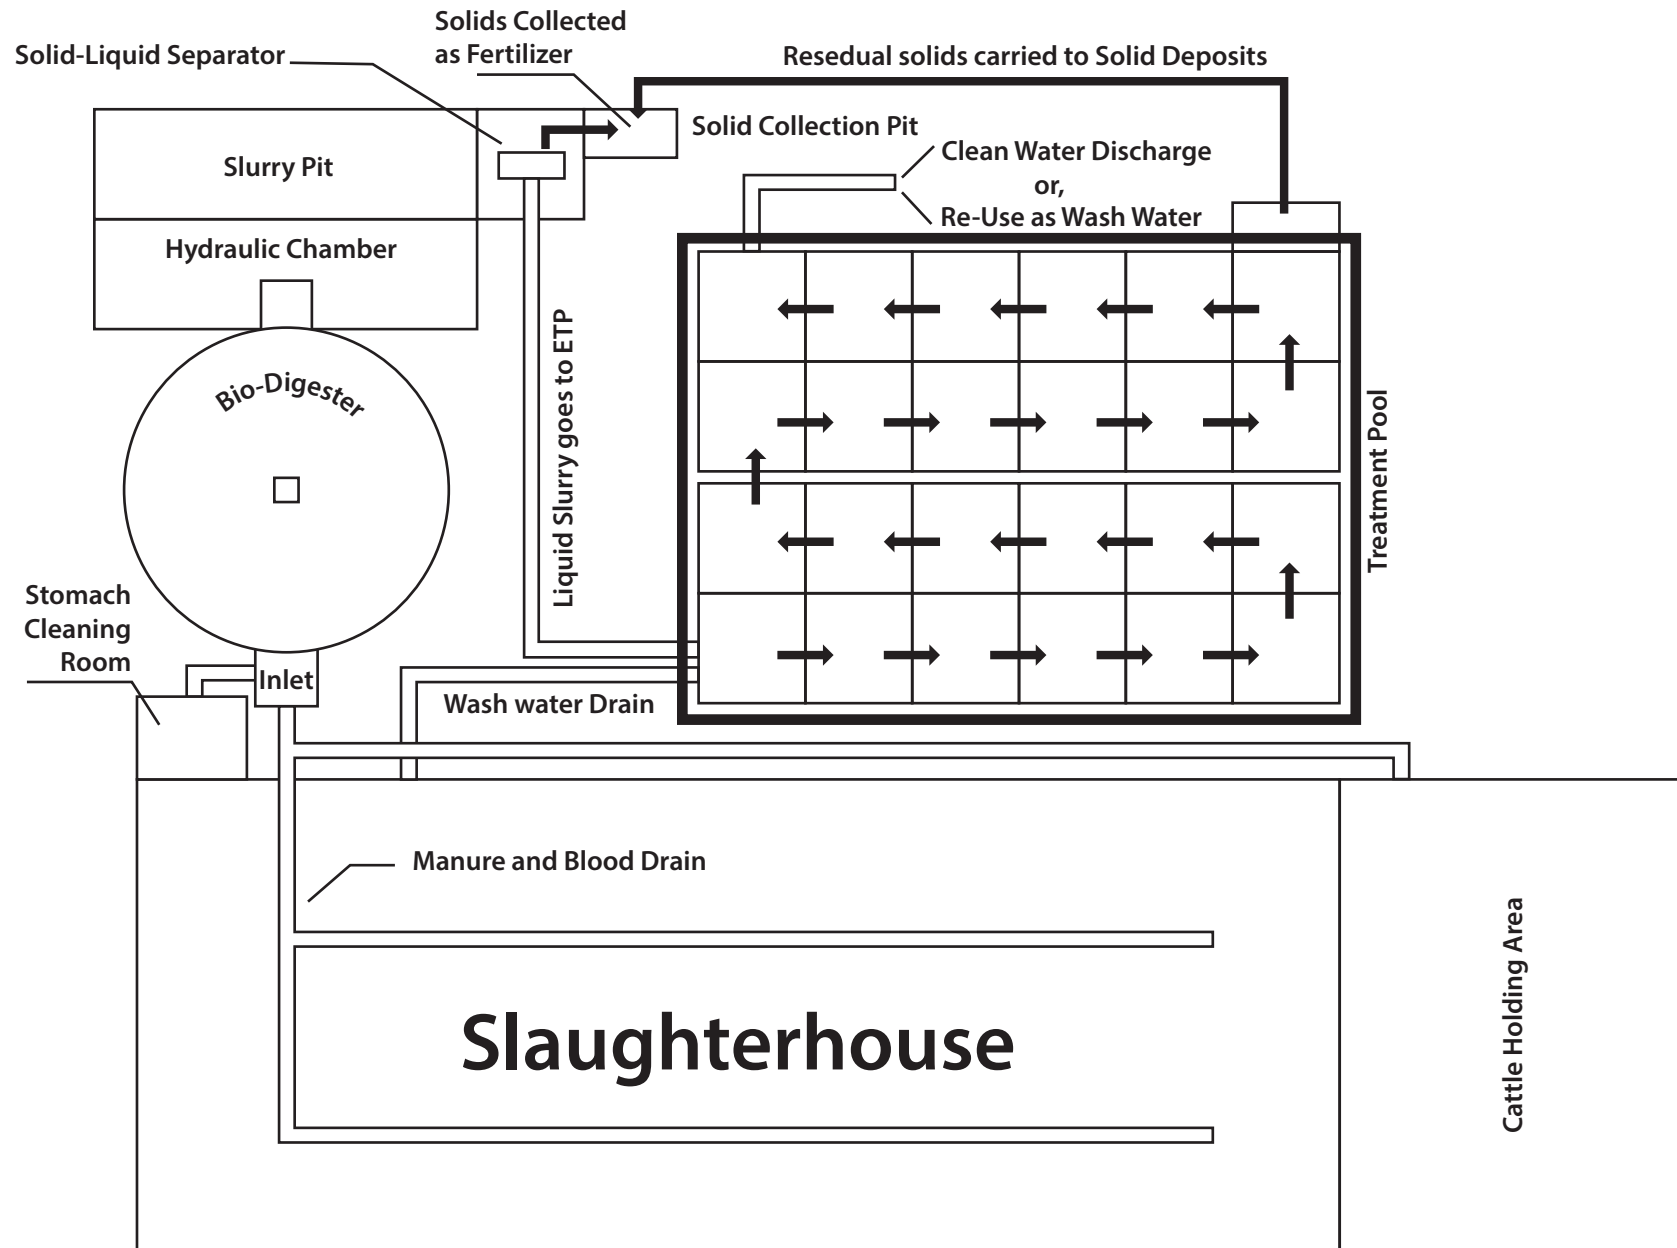 Solids Collected
as Fertilizer
Solid-Liquid Separator
Resedual solids carried to Solid Deposits
Solid Collection Pit
Clean Water Discharge
or,
Re-Use as Wash Water
Slurry Pit
Hydraulic Chamber
Bio-Digester
Liquid Slurry goes to ETP
Treatment Pool
Stomach
Cleaning
Room
Inlet
Wash water Drain
Manure and Blood Drain
Slaughterhouse
Cattle Holding Area